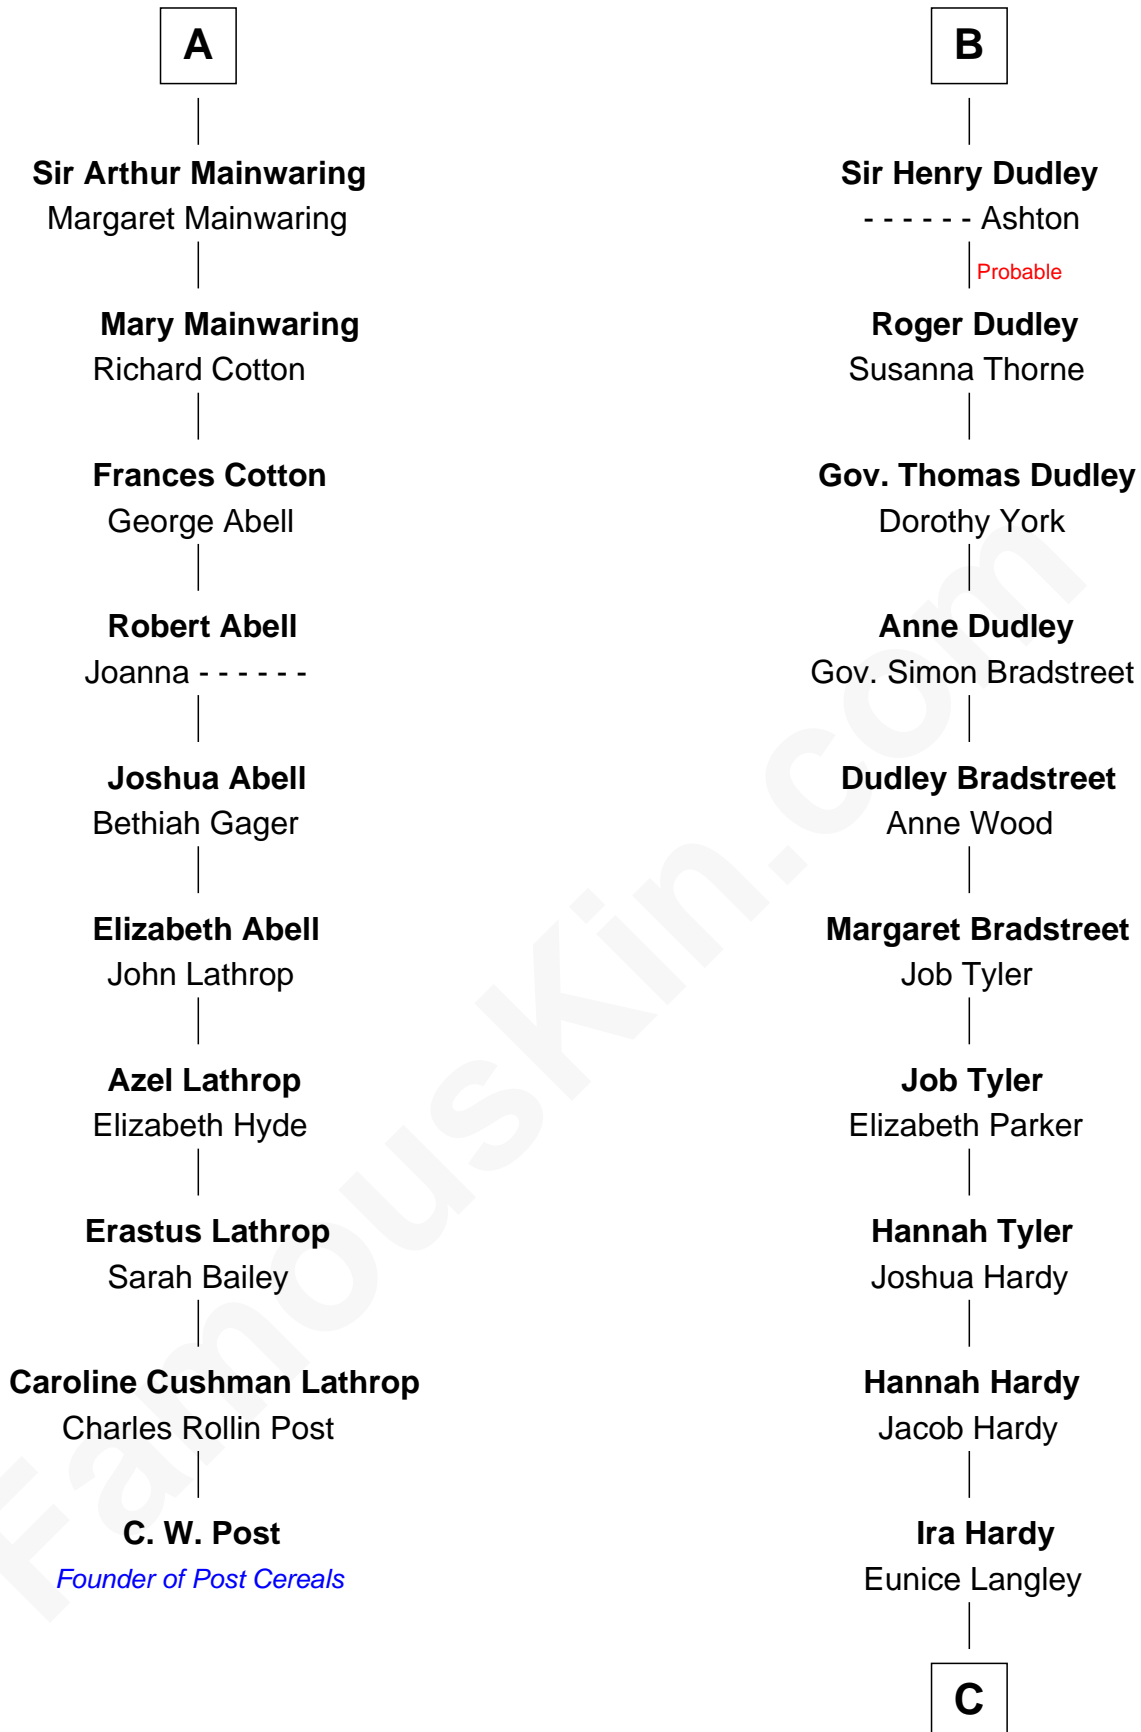 A
Sir Arthur Mainwaring
Margaret Mainwaring
Mary Mainwaring
Richard Cotton
Frances Cotton
George Abell
Robert Abell
Joanna - - - - - -
Joshua Abell
Bethiah Gager
Elizabeth Abell
John Lathrop
Azel Lathrop
Elizabeth Hyde
Erastus Lathrop
Sarah Bailey
Caroline Cushman Lathrop
Charles Rollin Post
C. W. Post
Founder of Post Cereals
B
Sir Henry Dudley
- - - - - - Ashton
Probable
Roger Dudley
Susanna Thorne
Gov. Thomas Dudley
Dorothy York
Anne Dudley
Gov. Simon Bradstreet
Dudley Bradstreet
Anne Wood
Margaret Bradstreet
Job Tyler
Job Tyler
Elizabeth Parker
Hannah Tyler
Joshua Hardy
Hannah Hardy
Jacob Hardy
Ira Hardy
Eunice Langley
C
FamousKin.com